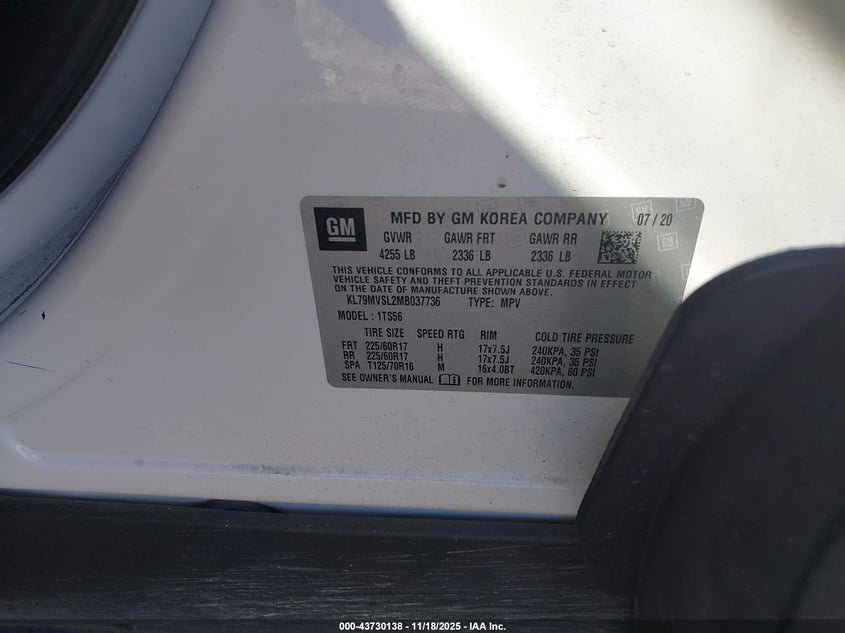 GM MFD BY GM KOREA COMPANY 07 / 20
GVWR GAWR FRT GAWR RR
4255 LB 2336 LB 2336 LB
THIS VEHICLE CONFORMS TO ALL APPLICABLE U.S. FEDERAL MOTOR
VEHICLE SAFETY AND THEFT PREVENTION STANDARDS IN EFFECT
ON THE DATE OF MANUFACTURE SHOWN ABOVE.
KL79MVSL2MB037736 TYPE: MPV
MODEL : 1TS56
TIRE SIZE SPEED RTG RIM COLD TIRE PRESSURE
FRT 225/60R17 H 17x7.5J 240KPA, 35 PSI
RR 225/60R17 H 17x7.5J 240KPA, 35 PSI
SPA T125/70R16 M 16x4.0BT 420KPA, 60 PSI
SEE OWNER'S MANUAL FOR MORE INFORMATION.
000-43730138 - 11/18/2025 - IAA Inc.